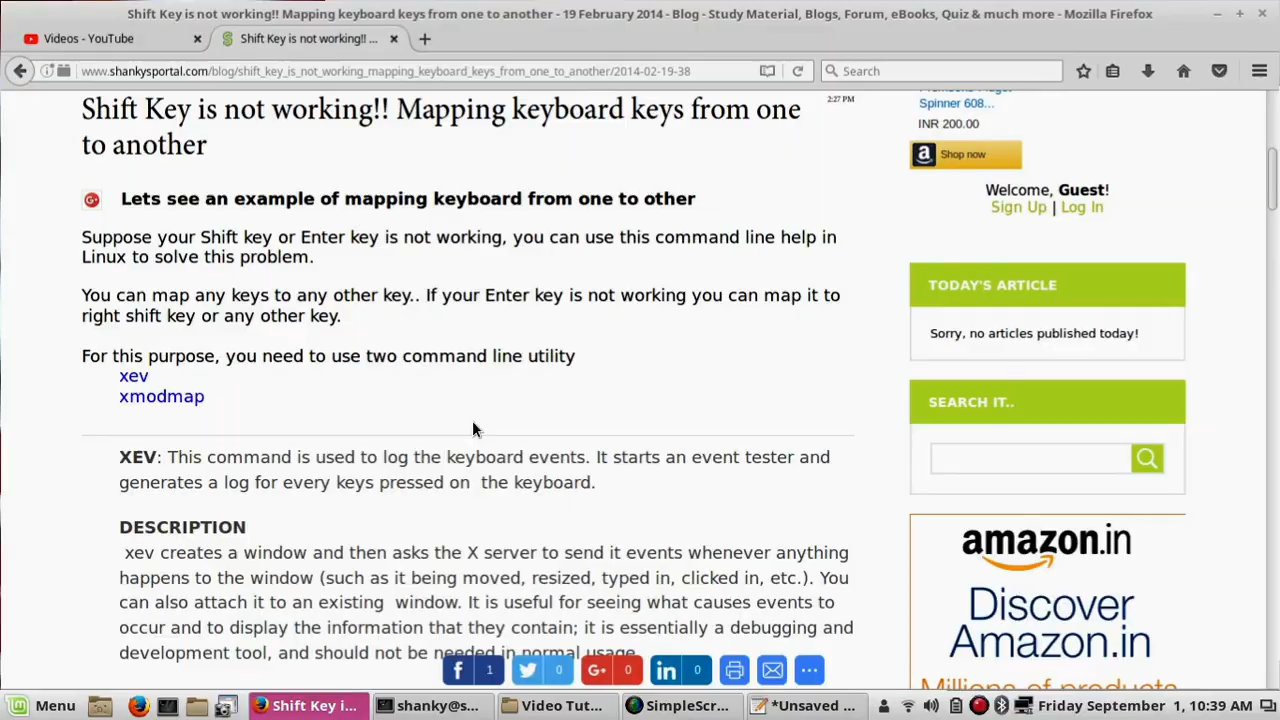 Shift Key is not working!! Mapping keyboard keys from one to another - 19 February 2014 - Blog - Study Material, Blogs, Forum, eBooks, Quiz & much more - Mozilla Firefox
Videos - YouTube
Shift Key is not working!! ...
www.shankysportal.com/blog/shift_key_is_not_working_mapping_keyboard_keys_from_one_to_another/2014-02-19-38
Search
Shift Key is not working!! Mapping keyboard keys from one
to another
2:27 PM
Lets see an example of mapping keyboard from one to other
Suppose your Shift key or Enter key is not working, you can use this command line help in
Linux to solve this problem.
You can map any keys to any other key.. If your Enter key is not working you can map it to
right shift key or any other key.
For this purpose, you need to use two command line utility
xev
xmodmap
XEV: This command is used to log the keyboard events. It starts an event tester and
generates a log for every keys pressed on the keyboard.
DESCRIPTION
xev creates a window and then asks the X server to send it events whenever anything
happens to the window (such as it being moved, resized, typed in, clicked in, etc.). You
can also attach it to an existing window. It is useful for seeing what causes events to
occur and to display the information that they contain; it is essentially a debugging and
development tool, and should not be needed in normal usage.
Spinner 608...
INR 200.00
Shop now
Welcome, Guest!
Sign Up | Log In
TODAY'S ARTICLE
Sorry, no articles published today!
SEARCH IT..
amazon.in
Discover
Amazon.in
Millions of products
1
0
0
0
Menu
Shift Key i...
shanky@s...
Video Tut...
SimpleScr...
*Unsaved ...
Friday September 1, 10:39 AM